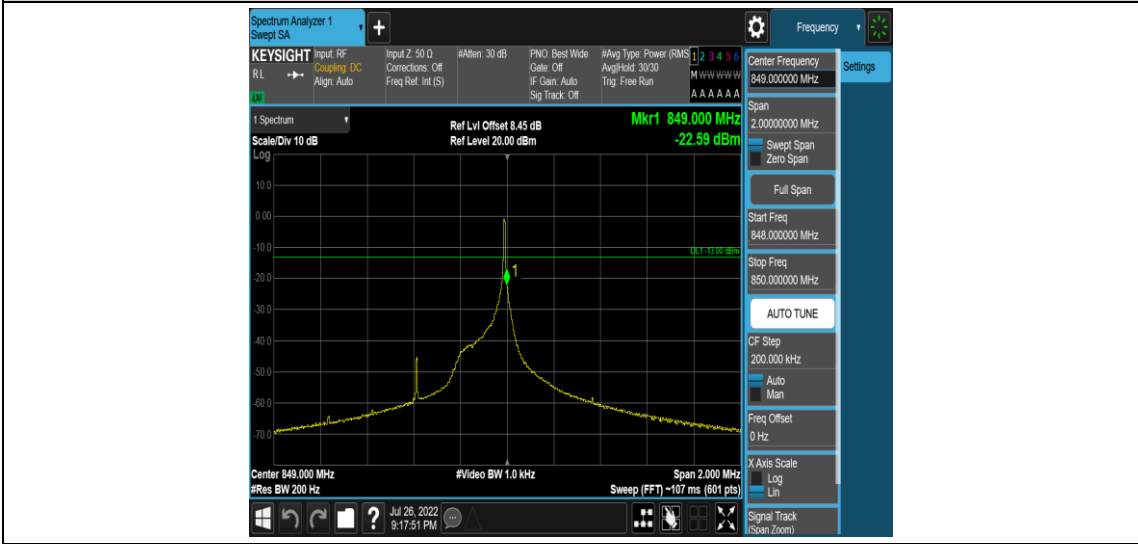 Spectrum Analyzer 1
Swept SA
+
Frequency
KEYSIGHT Input: RF Input Z: 50 Ω #Atten: 30 dB PNO: Best Wide #Avg Type: Power (RMS 1 2 3 4 5 6
RL Coupling: DC Corrections: Off Gate: Off Avg|Hold: 30/30 M W W W W W
Align: Auto Freq Ref: Int (S) IF Gain: Auto Trig: Free Run
Sig Track: Off A A A A A A
1 Spectrum
Scale/Div 10 dB
Log
Ref Lvl Offset 8.45 dB
Ref Level 20.00 dBm
Mkr1 849.000 MHz
-22.59 dBm
10.0
0.00
-10.0
DL1 -13.00 dBm
1
-20.0
-30.0
-40.0
-50.0
-60.0
-70.0
Center 849.000 MHz #Video BW 1.0 kHz Span 2.000 MHz
#Res BW 200 Hz Sweep (FFT) ~107 ms (601 pts)
?
Jul 26, 2022
9:17:51 PM
Center Frequency
849.000000 MHz
Settings
Span
2.00000000 MHz
Swept Span
Zero Span
Full Span
Start Freq
848.000000 MHz
Stop Freq
850.000000 MHz
AUTO TUNE
CF Step
200.000 kHz
Auto
Man
Freq Offset
0 Hz
X Axis Scale
Log
Lin
Signal Track
(Span Zoom)